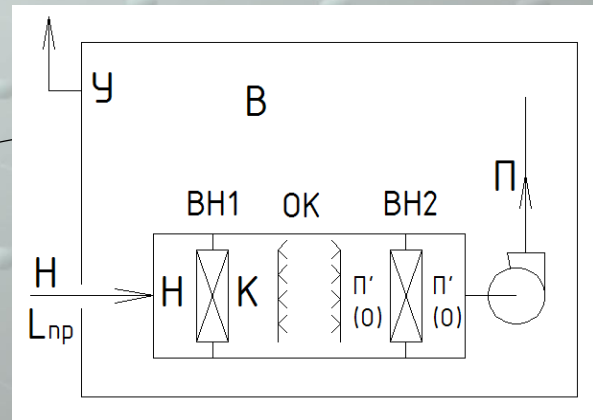 У
В
П
ВН1 ОК ВН2
Н
Lпр
Н К П' П'
(О) (О)